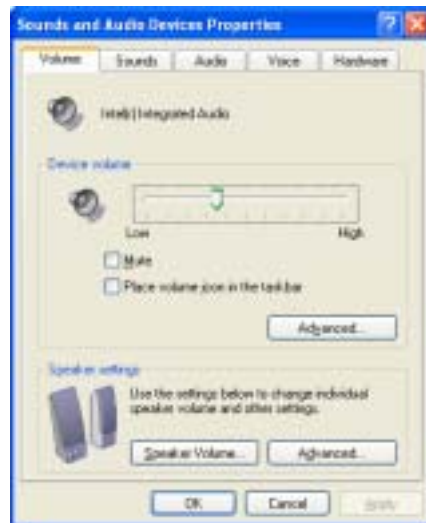 Sounds and Audio Devices Properties
Volume Sounds Audio Voice Hardware
Intel(r) Integrated Audio
Device volume
Low High
Mute
Place volume icon in the taskbar
Advanced...
Speaker settings
Use the settings below to change individual
speaker volume and other settings.
Speaker Volume... Advanced...
OK Cancel Apply